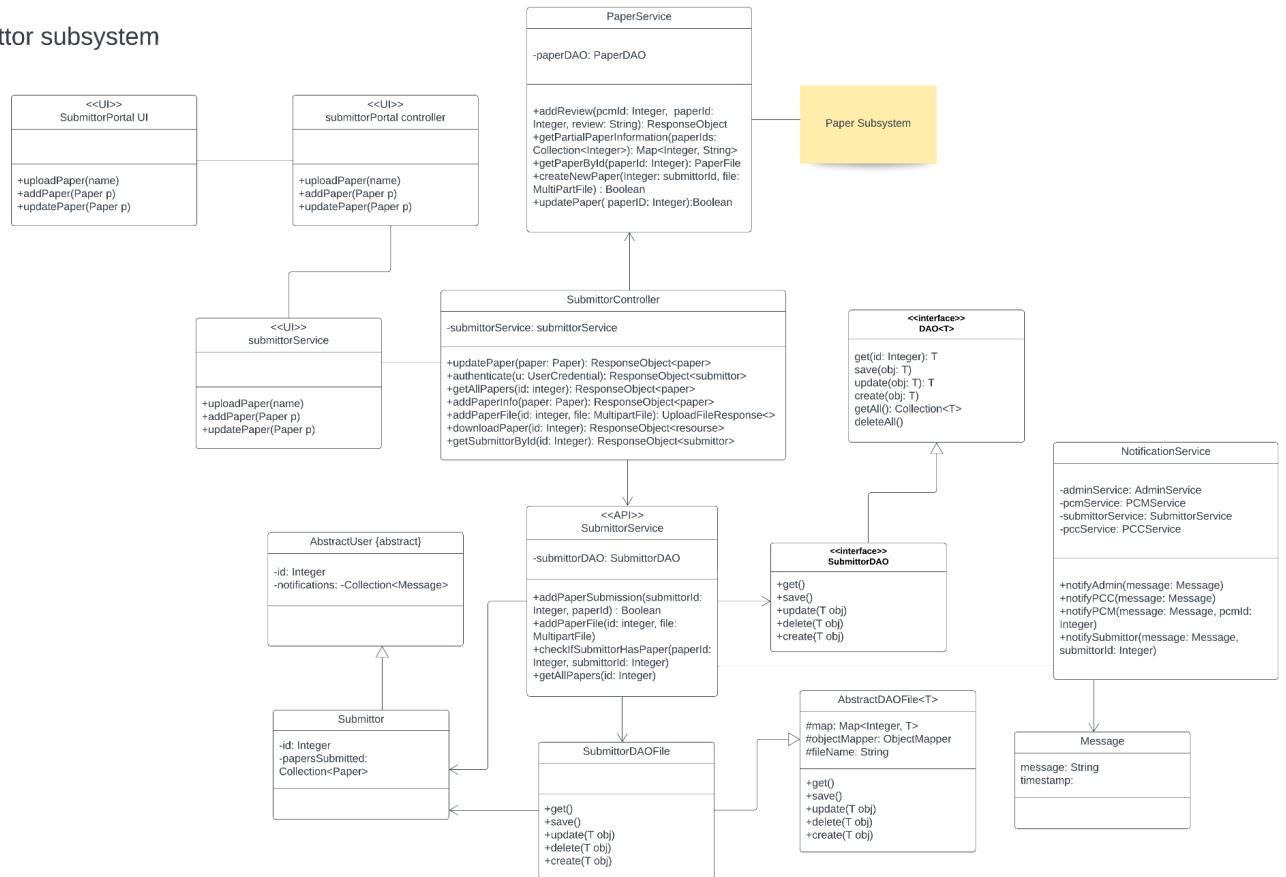 ttor subsystem
PaperService
-paperDAO: PaperDAO
+addReview(pcmId: Integer, paperId:
Integer, review: String): ResponseObject
+getPartialPaperInformation(paperIds:
Collection<Integer>): Map<Integer, String>
+getPaperById(paperId: Integer): PaperFile
+createNewPaper(Integer: submittorId, file:
MultiPartFile) : Boolean
+updatePaper( paperID: Integer):Boolean
Paper Subsystem
<<UI>>
SubmittorPortal UI
+uploadPaper(name)
+addPaper(Paper p)
+updatePaper(Paper p)
<<UI>>
submittorPortal controller
+uploadPaper(name)
+addPaper(Paper p)
+updatePaper(Paper p)
<<UI>>
submittorService
+uploadPaper(name)
+addPaper(Paper p)
+updatePaper(Paper p)
SubmittorController
-submittorService: submittorService
+updatePaper(paper: Paper): ResponseObject<paper>
+authenticate(u: UserCredential): ResponseObject<submittor>
+getAllPapers(id: integer): ResponseObject<paper>
+addPaperInfo(paper: Paper): ResponseObject<paper>
+addPaperFile(id: integer, file: MultipartFile): UploadFileResponse<>
+downloadPaper(id: Integer): ResponseObject<resourse>
+getSubmittorById(id: Integer): ResponseObject<submittor>
<<interface>>
DAO<T>
get(id: Integer): T
save(obj: T)
update(obj: T): T
create(obj: T)
getAll(): Collection<T>
deleteAll()
NotificationService
-adminService: AdminService
-pcmService: PCMService
-submittorService: SubmittorService
-pccService: PCCService
+notifyAdmin(message: Message)
+notifyPCC(message: Message)
+notifyPCM(message: Message, pcmId:
Integer)
+notifySubmittor(message: Message,
submittorId: Integer)
<<API>>
SubmittorService
-submittorDAO: SubmittorDAO
+addPaperSubmission(submittorId:
Integer, paperId) : Boolean
+addPaperFile(id: integer, file:
MultipartFile)
+checkIfSubmittorHasPaper(paperId:
Integer, submittorId: Integer)
+getAllPapers(id: Integer)
AbstractUser {abstract}
-id: Integer
-notifications: -Collection<Message>
<<interface>>
SubmittorDAO
+get()
+save()
+update(T obj)
+delete(T obj)
+create(T obj)
Submittor
-id: Integer
-papersSubmitted:
Collection<Paper>
SubmittorDAOFile
+get()
+save()
+update(T obj)
+delete(T obj)
+create(T obj)
AbstractDAOFile<T>
#map: Map<Integer, T>
#objectMapper: ObjectMapper
#fileName: String
+get()
+save()
+update(T obj)
+delete(T obj)
+create(T obj)
Message
message: String
timestamp: